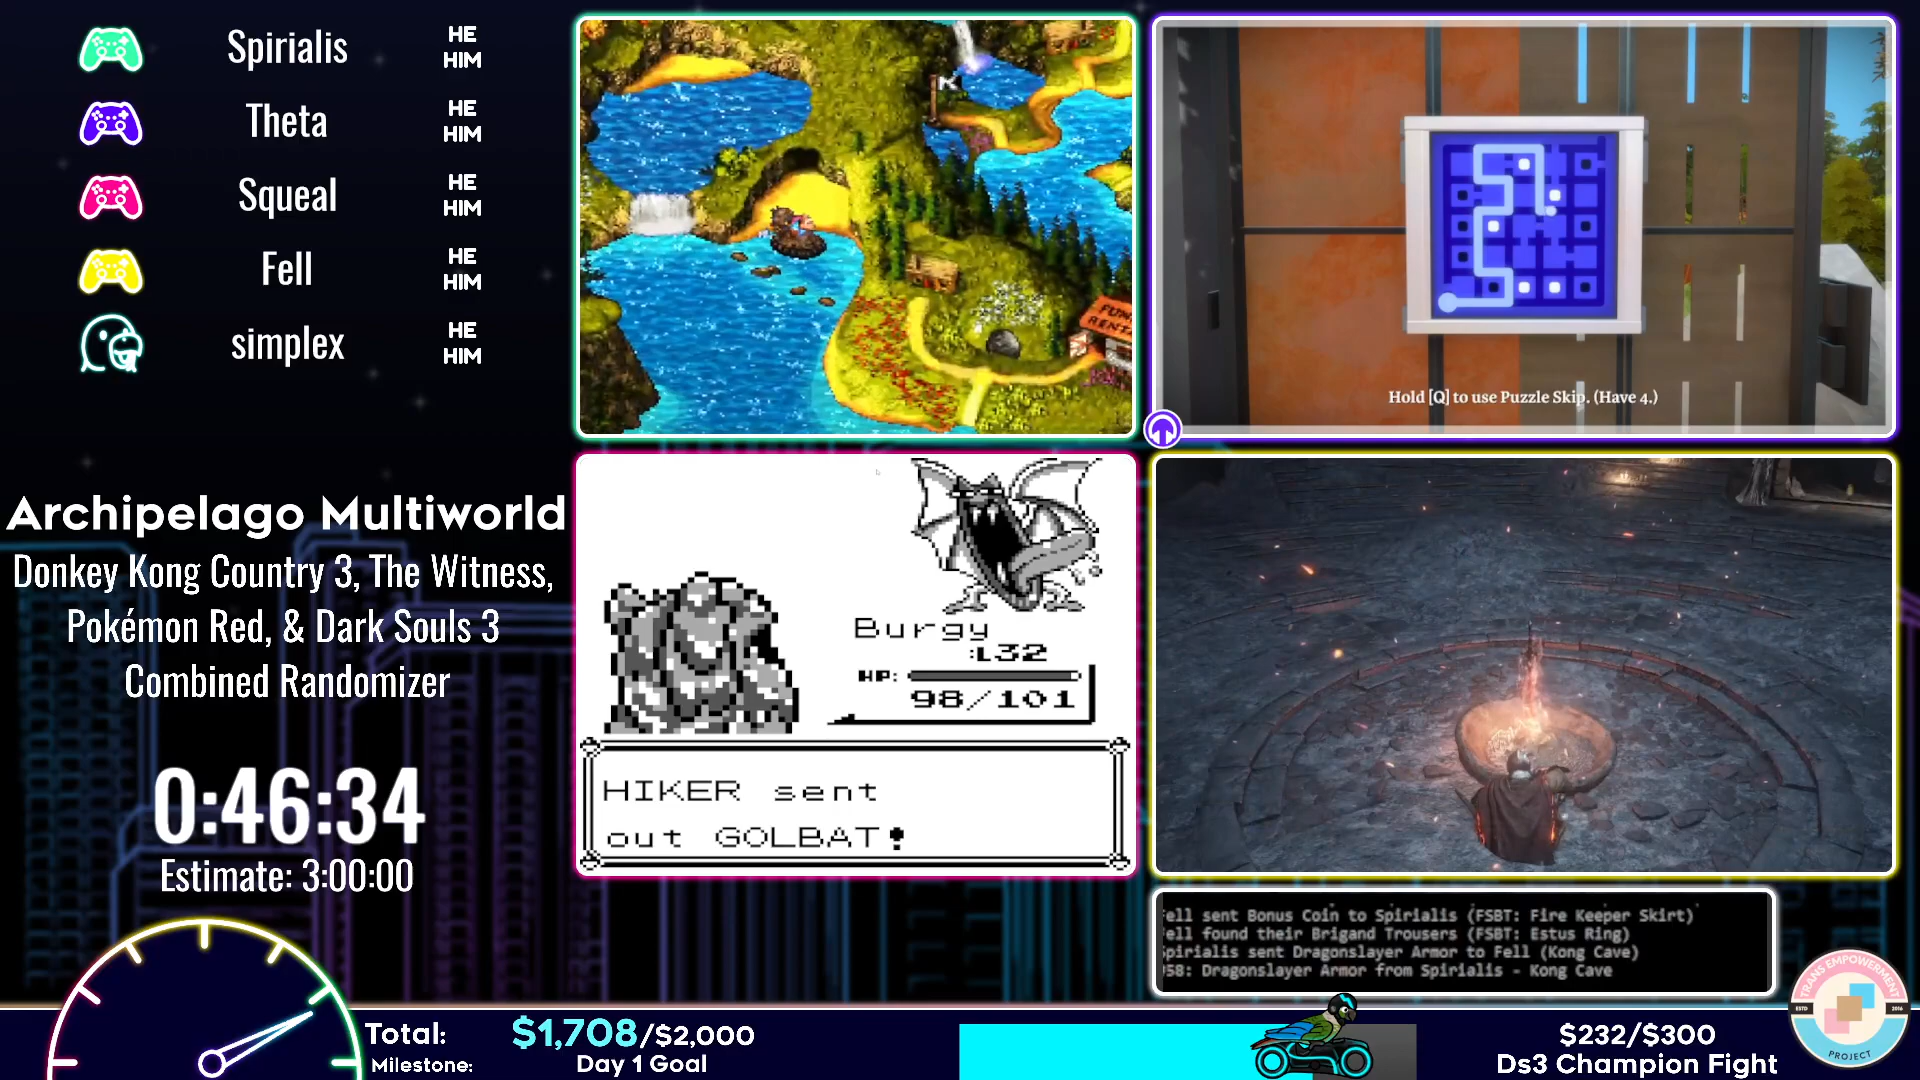 Spirialis
HE
HIM
Theta
HE
HIM
Squeal
HE
HIM
Fell
HE
HIM
simplex
HE
HIM
Archipelago Multiworld
Donkey Kong Country 3, The Witness,
Pokémon Red, & Dark Souls 3
Combined Randomizer
0:46:34
Estimate: 3:00:00
K
Hold [Q] to use Puzzle Skip. (Have 4.)
Burgy
:L32
HP:
98/101
HIKER sent
out GOLBAT!
ell sent Bonus Coin to Spirialis (FSBT: Fire Keeper Skirt)
ell found their Brigand Trousers (FSBT: Estus Ring)
pirialis sent Dragonslayer Armor to Fell (Kong Cave)
58: Dragonslayer Armor from Spirialis - Kong Cave
Total: $1,708/$2,000
Milestone: Day 1 Goal
$232/$300
Ds3 Champion Fight
TRANS EMPOWERMENT
ESTD 2016
PROJECT